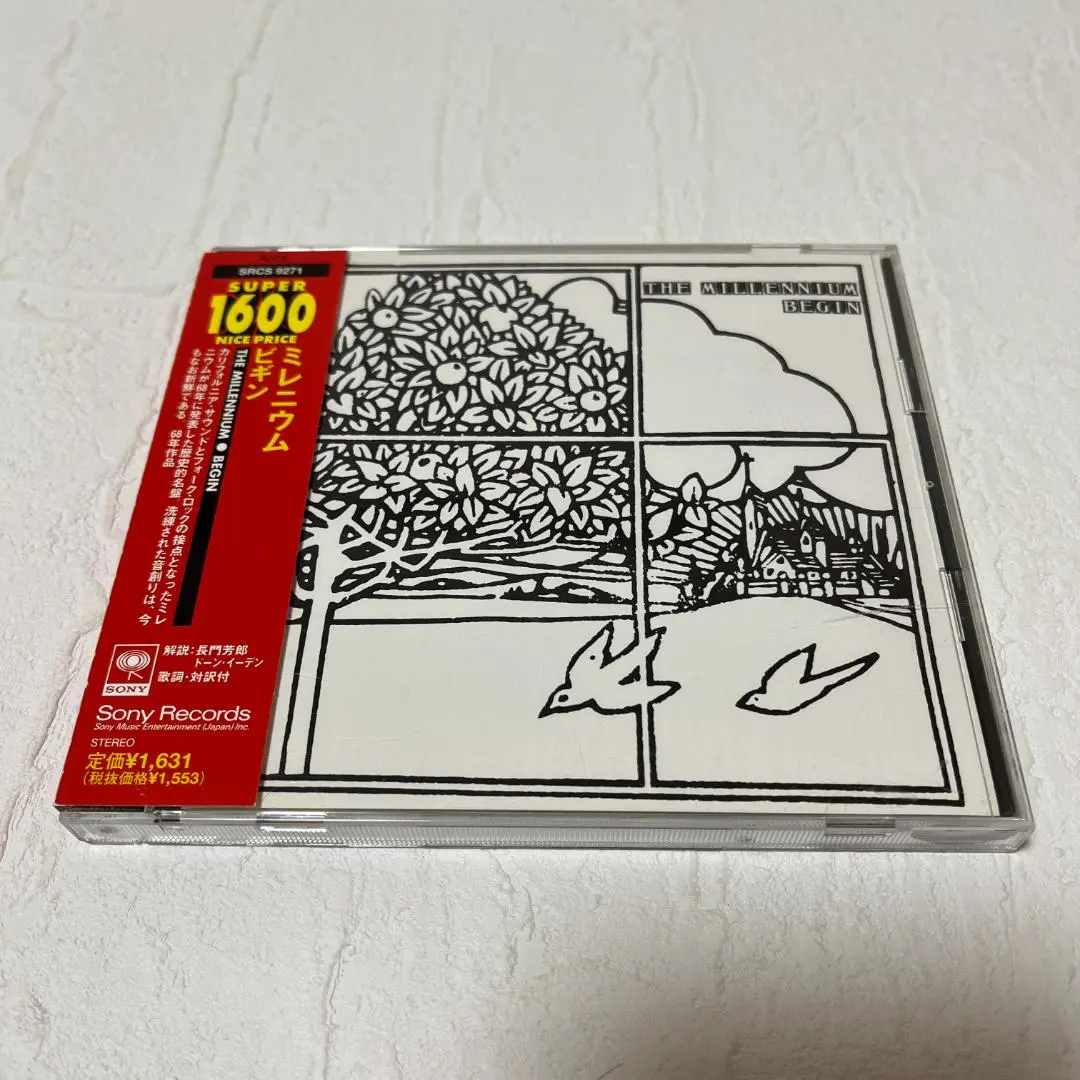 SRCS 9271
SUPER
1600
NICE PRICE
ミレニウム
ビギン
THE MILLENNIUM ● BEGIN
カリフォルニア・サウンドとフォーク・ロックの接点となったミレ
ニウムが68年に発表した歴史的名盤。洗練された音創りは、今
もなお新鮮である。68年作品
解説:長門芳郎
ドーン・イーデン
歌詞・対訳付
SONY
Sony Records
Sony Music Entertainment (Japan) Inc.
STEREO
定価¥1,631
(税抜価格¥1,553)
THE MILLENNIUM
BEGIN